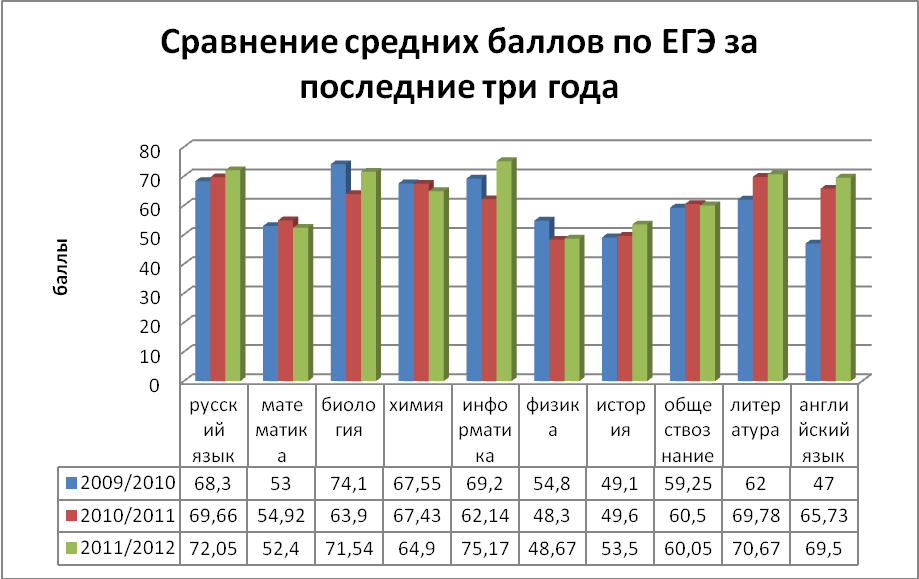 Сравнение средних баллов по ЕГЭ за
последние три года
баллы
80
70
60
50
40
30
20
10
0
русск
ий
язык
мате
матик
а
биоло
гия
химия
инфо
рмати
ка
физик
а
истор
ия
обще
ствоз
нание
литер
атура
англи
йский
язык
2009/2010 68,3 53 74,1 67,55 69,2 54,8 49,1 59,25 62 47
2010/2011 69,66 54,92 63,9 67,43 62,14 48,3 49,6 60,5 69,78 65,73
2011/2012 72,05 52,4 71,54 64,9 75,17 48,67 53,5 60,05 70,67 69,5